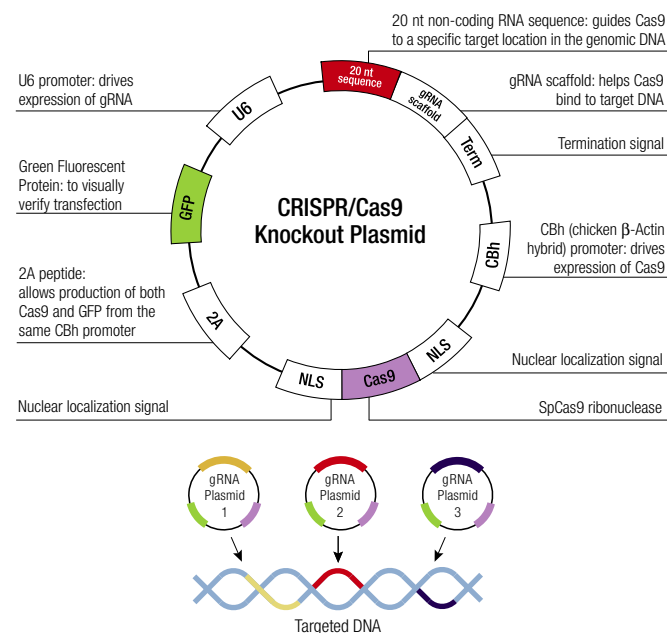 20 nt non-coding RNA sequence: guides Cas9
to a specific target location in the genomic DNA
U6 promoter: drives
expression of gRNA
20 nt
sequence
gRNA
scaffold
gRNA scaffold: helps Cas9
bind to target DNA
U6
Term
Termination signal
Green Fluorescent
Protein: to visually
verify transfection
GFP
CRISPR/Cas9
Knockout Plasmid
CBh
CBh (chicken β-Actin
hybrid) promoter: drives
expression of Cas9
2A peptide:
allows production of both
Cas9 and GFP from the
same CBh promoter
2A
NLS
Cas9
NLS
Nuclear localization signal
Nuclear localization signal
SpCas9 ribonuclease
gRNA
Plasmid
1
gRNA
Plasmid
2
gRNA
Plasmid
3
Targeted DNA